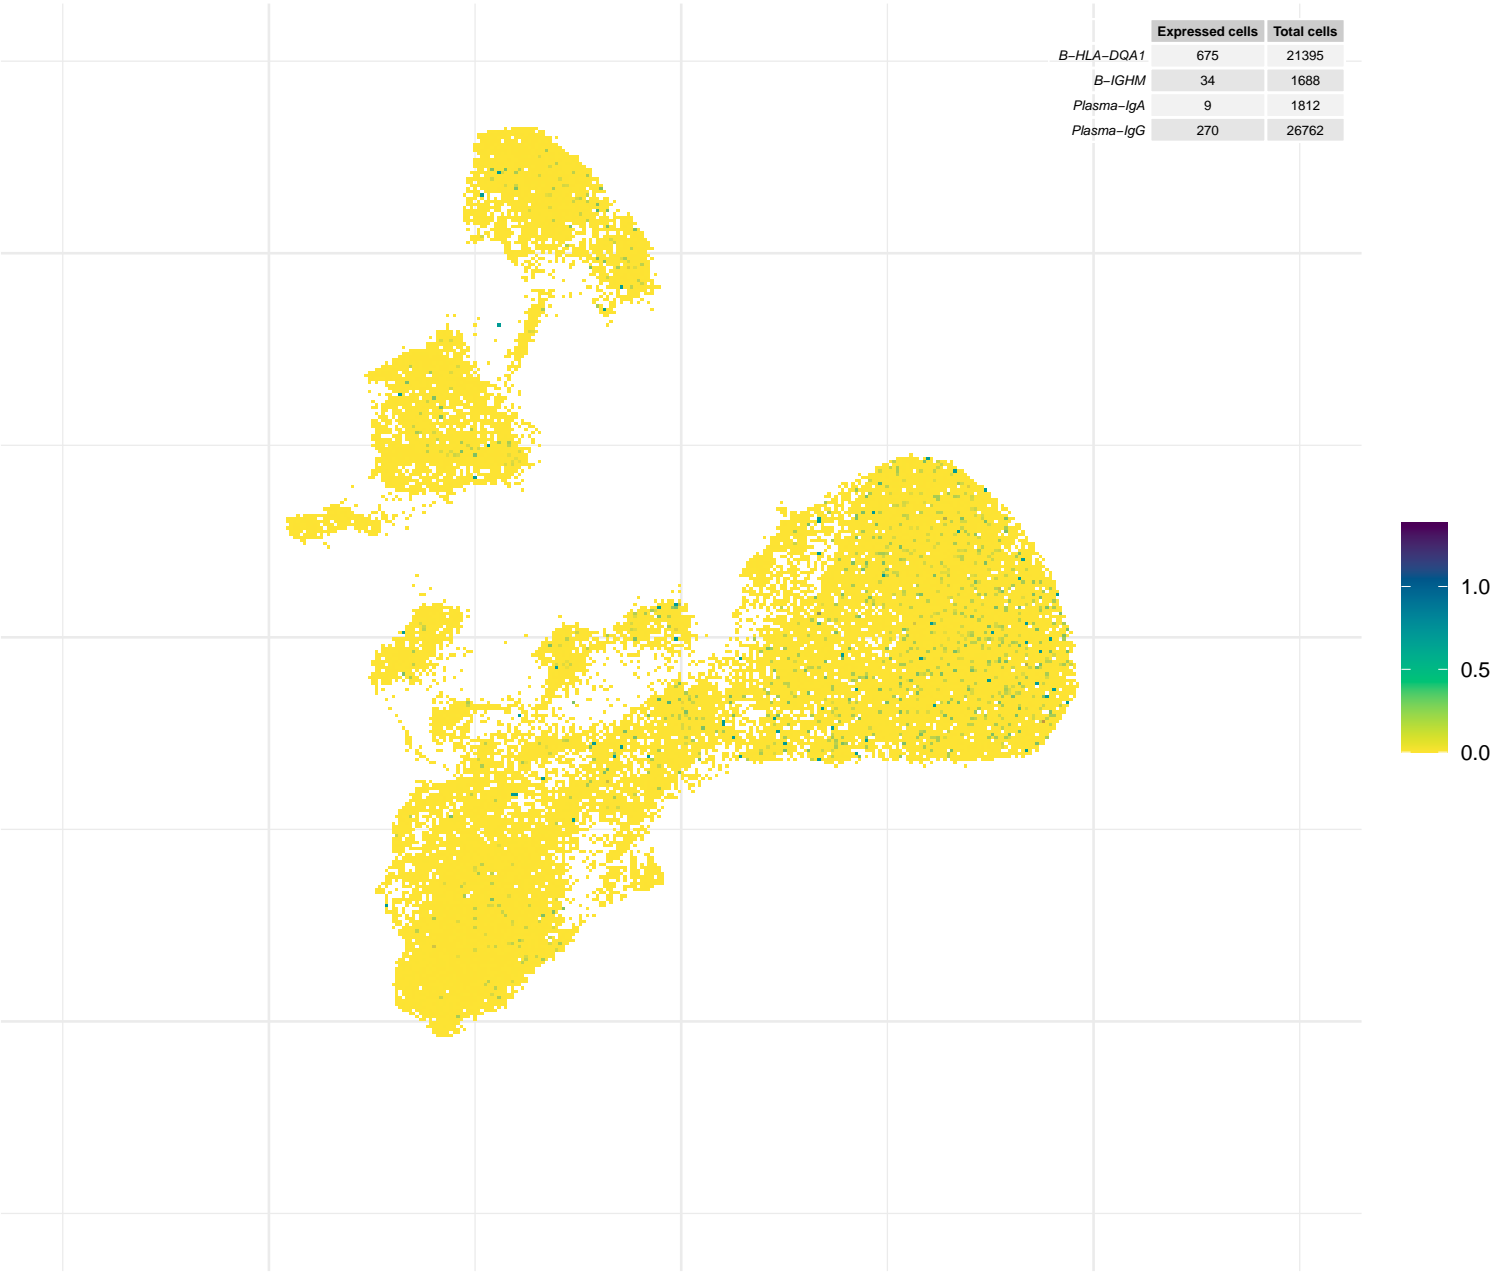 Expressed cells Total cells
B−HLA−DQA1 675 21395
B−IGHM 34 1688
Plasma−IgA 9 1812
Plasma−IgG 270 26762
1.0
0.5
0.0